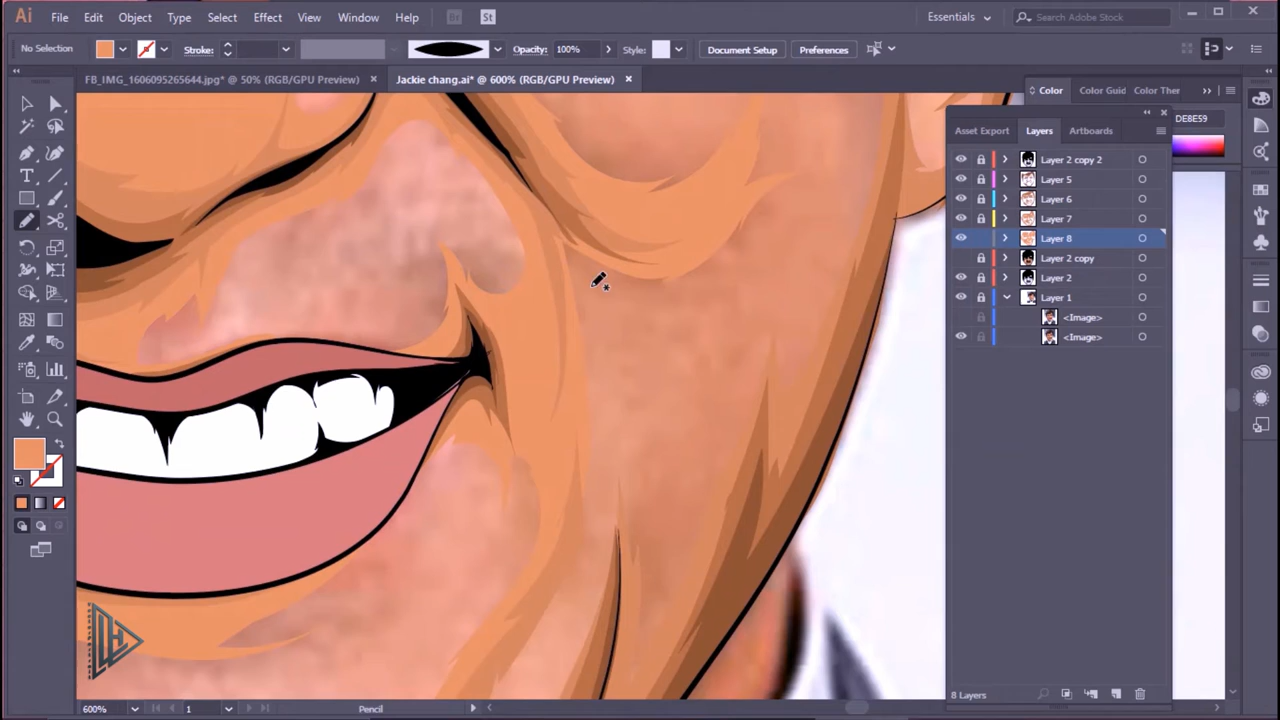 Ai File Edit Object Type Select Effect View Window Help Br St Essentials Search Adobe Stock
No Selection Stroke: Opacity: 100% Style: Document Setup Preferences
FB_IMG_1606095265644.jpg* @ 50% (RGB/GPU Preview) × Jackie chang.ai* @ 600% (RGB/GPU Preview) ×
Color Color Guid Color Ther
DE8E59
Asset Export Layers Artboards
Layer 2 copy 2
Layer 5
Layer 6
Layer 7
Layer 8
Layer 2 copy
Layer 2
Layer 1
<Image>
<Image>
8 Layers
600% 1 Pencil